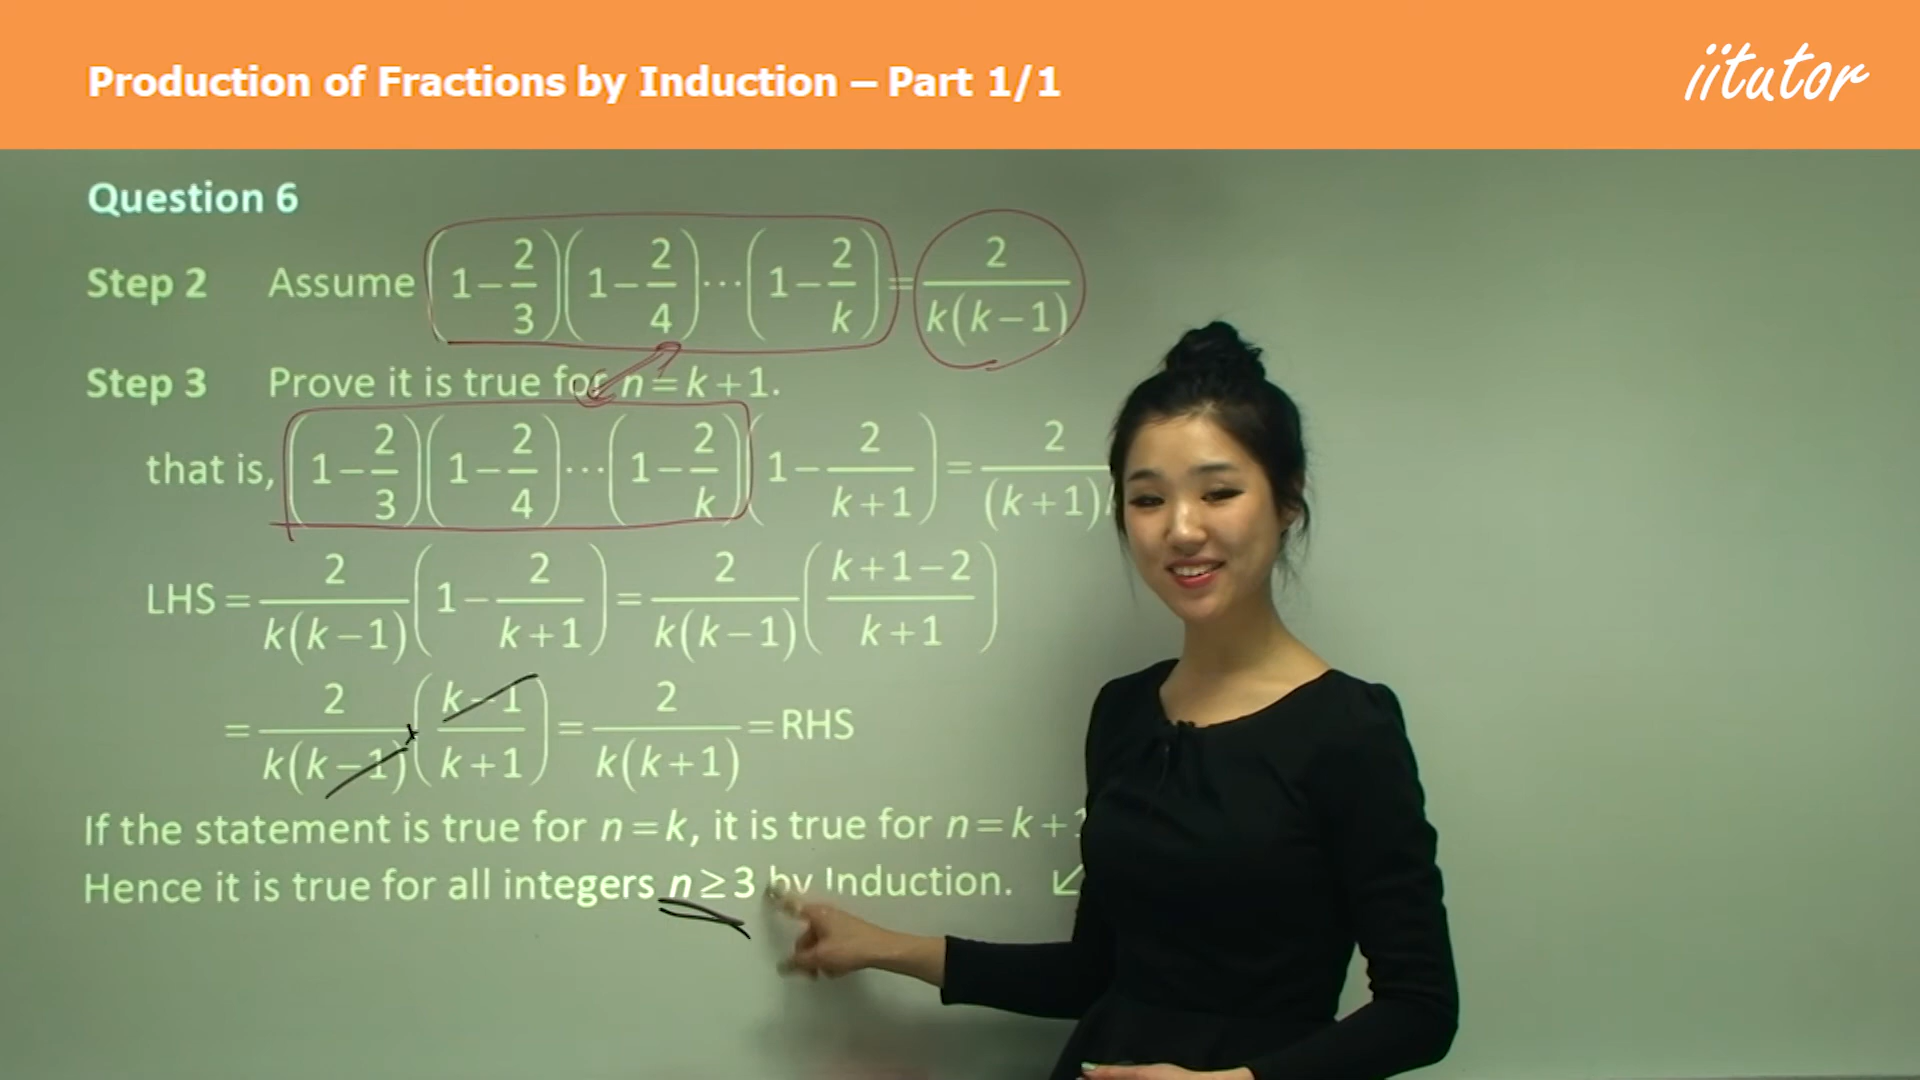 Production of Fractions by Induction – Part 1/1
iitutor
Question 6
Step 2 Assume (1−2/3)(1−2/4)⋯(1−2/k)=2/(k(k−1))
Step 3 Prove it is true for n=k+1.
that is, (1−2/3)(1−2/4)⋯(1−2/k)(1−2/(k+1))=2/((k+1)
LHS=2/(k(k−1))(1−2/(k+1))=2/(k(k−1))((k+1−2)/(k+1))
=2/(k(k−1))((k−1)/(k+1))=2/(k(k+1))=RHS
If the statement is true for n=k, it is true for n=k+1
Hence it is true for all integers n≥3 by Induction.